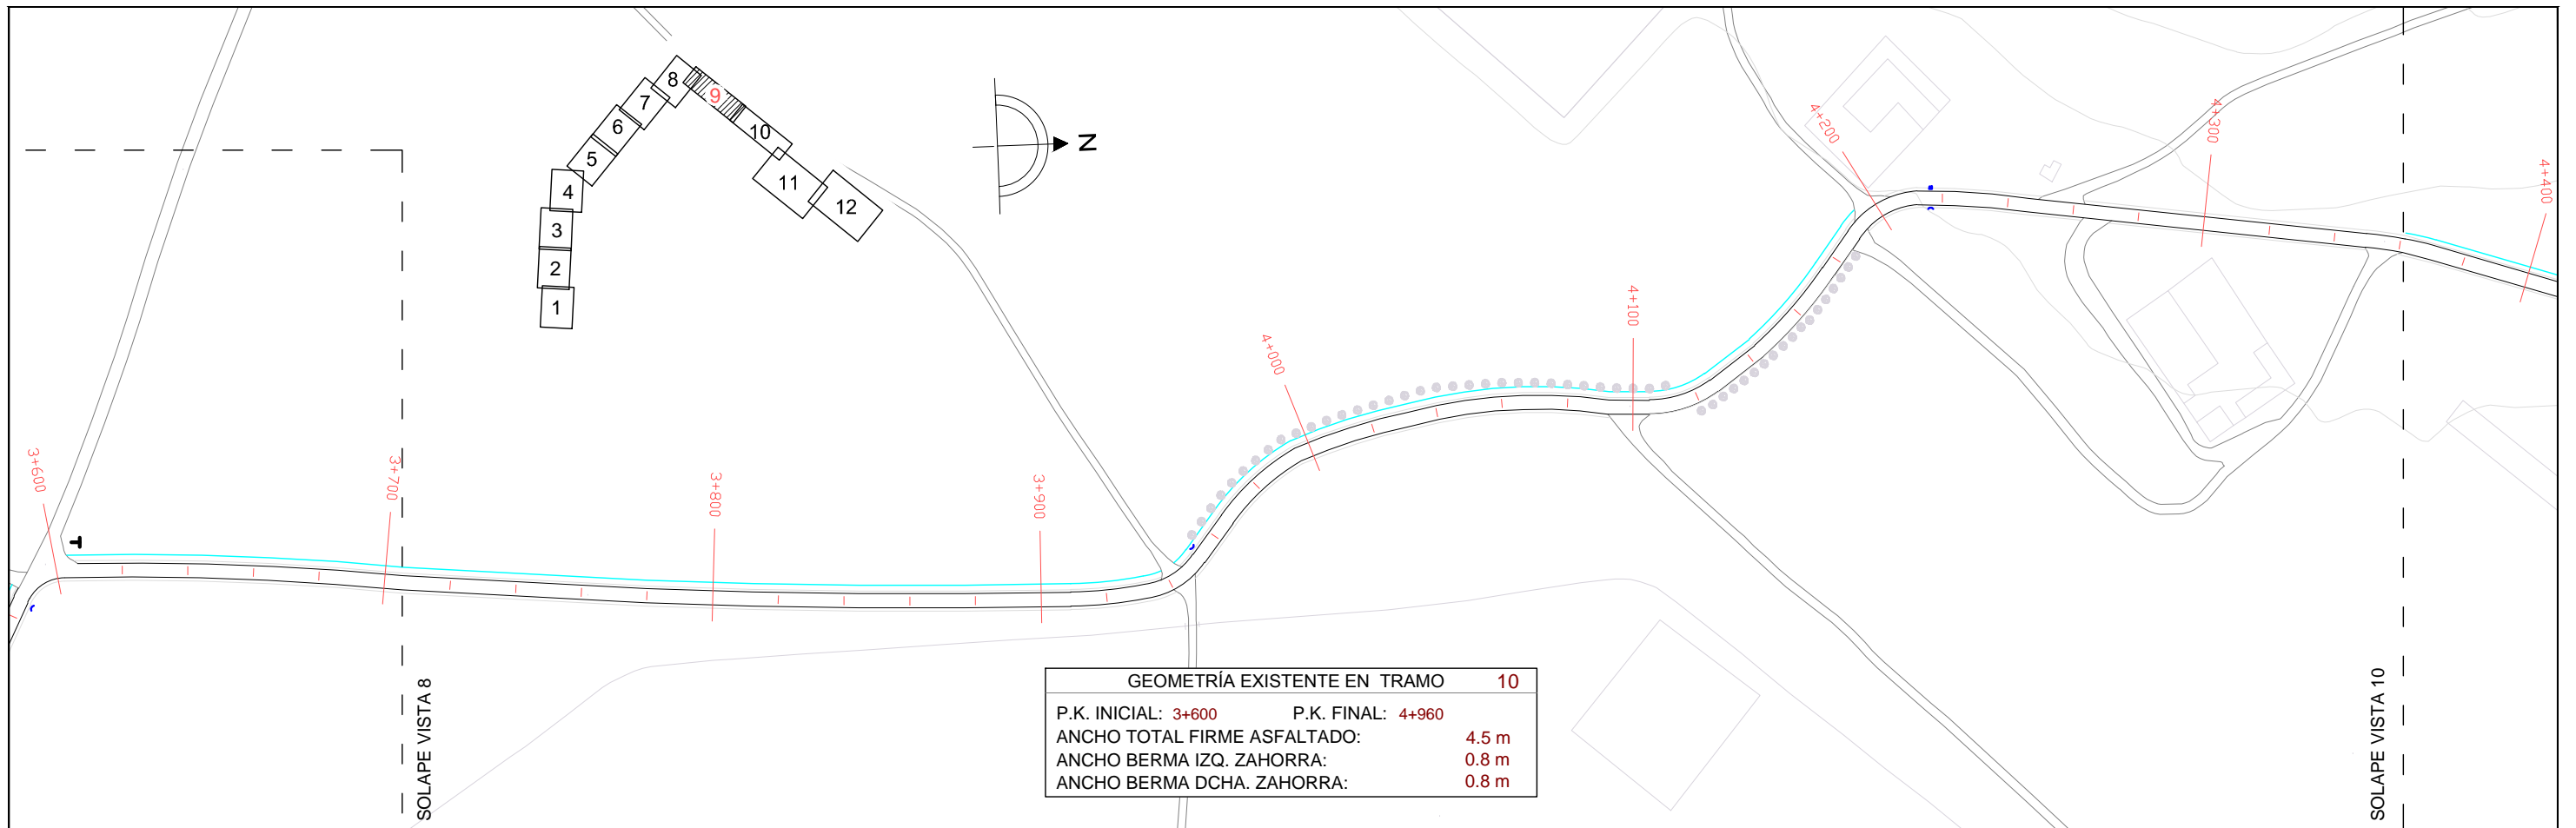 8
9
7
10
6
5
11
4
12
3
2
1
N
4+200
4+300
4+400
4+100
4+000
3+600
3+700
3+800
3+900
SOLAPE VISTA 8
SOLAPE VISTA 10
GEOMETRÍA EXISTENTE EN TRAMO 10
P.K. INICIAL: 3+600 P.K. FINAL: 4+960
ANCHO TOTAL FIRME ASFALTADO: 4.5 m
ANCHO BERMA IZQ. ZAHORRA: 0.8 m
ANCHO BERMA DCHA. ZAHORRA: 0.8 m